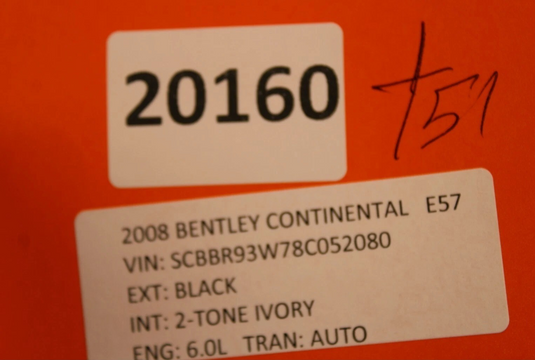 20160
t51
2008 BENTLEY CONTINENTAL E57
VIN: SCBBR93W78C052080
EXT: BLACK
INT: 2-TONE IVORY
ENG: 6.0L TRAN: AUTO